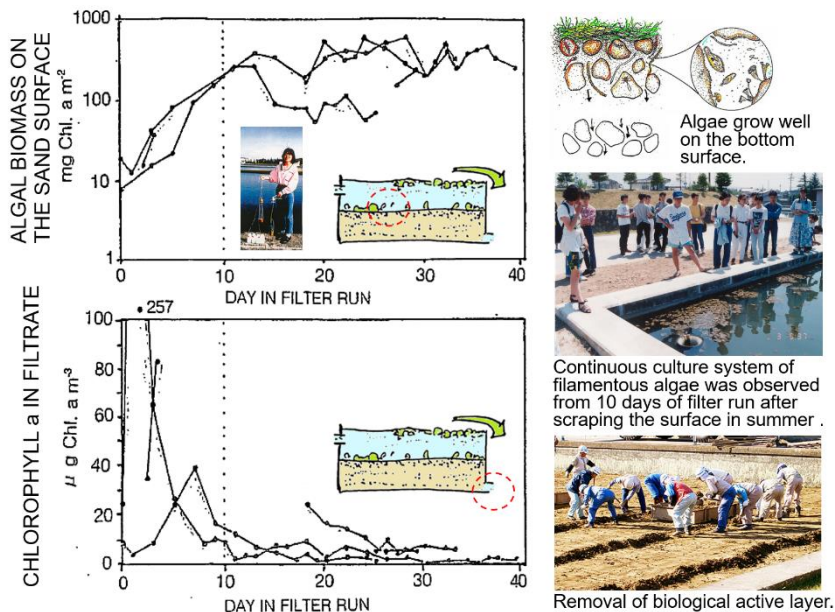 ALGAL BIOMASS ON
THE SAND SURFACE
mg Chl. a m⁻²
1000
100
10
1
0
10
20
30
40
DAY IN FILTER RUN
CHLOROPHYLL a IN FILTRATE
μ g Chl. a m⁻³
257
100
80
60
40
20
10
0
0
10
20
30
40
DAY IN FILTER RUN
Algae grow well
on the bottom
surface.
Continuous culture system of
filamentous algae was observed
from 10 days of filter run after
scraping the surface in summer .
Removal of biological active layer.